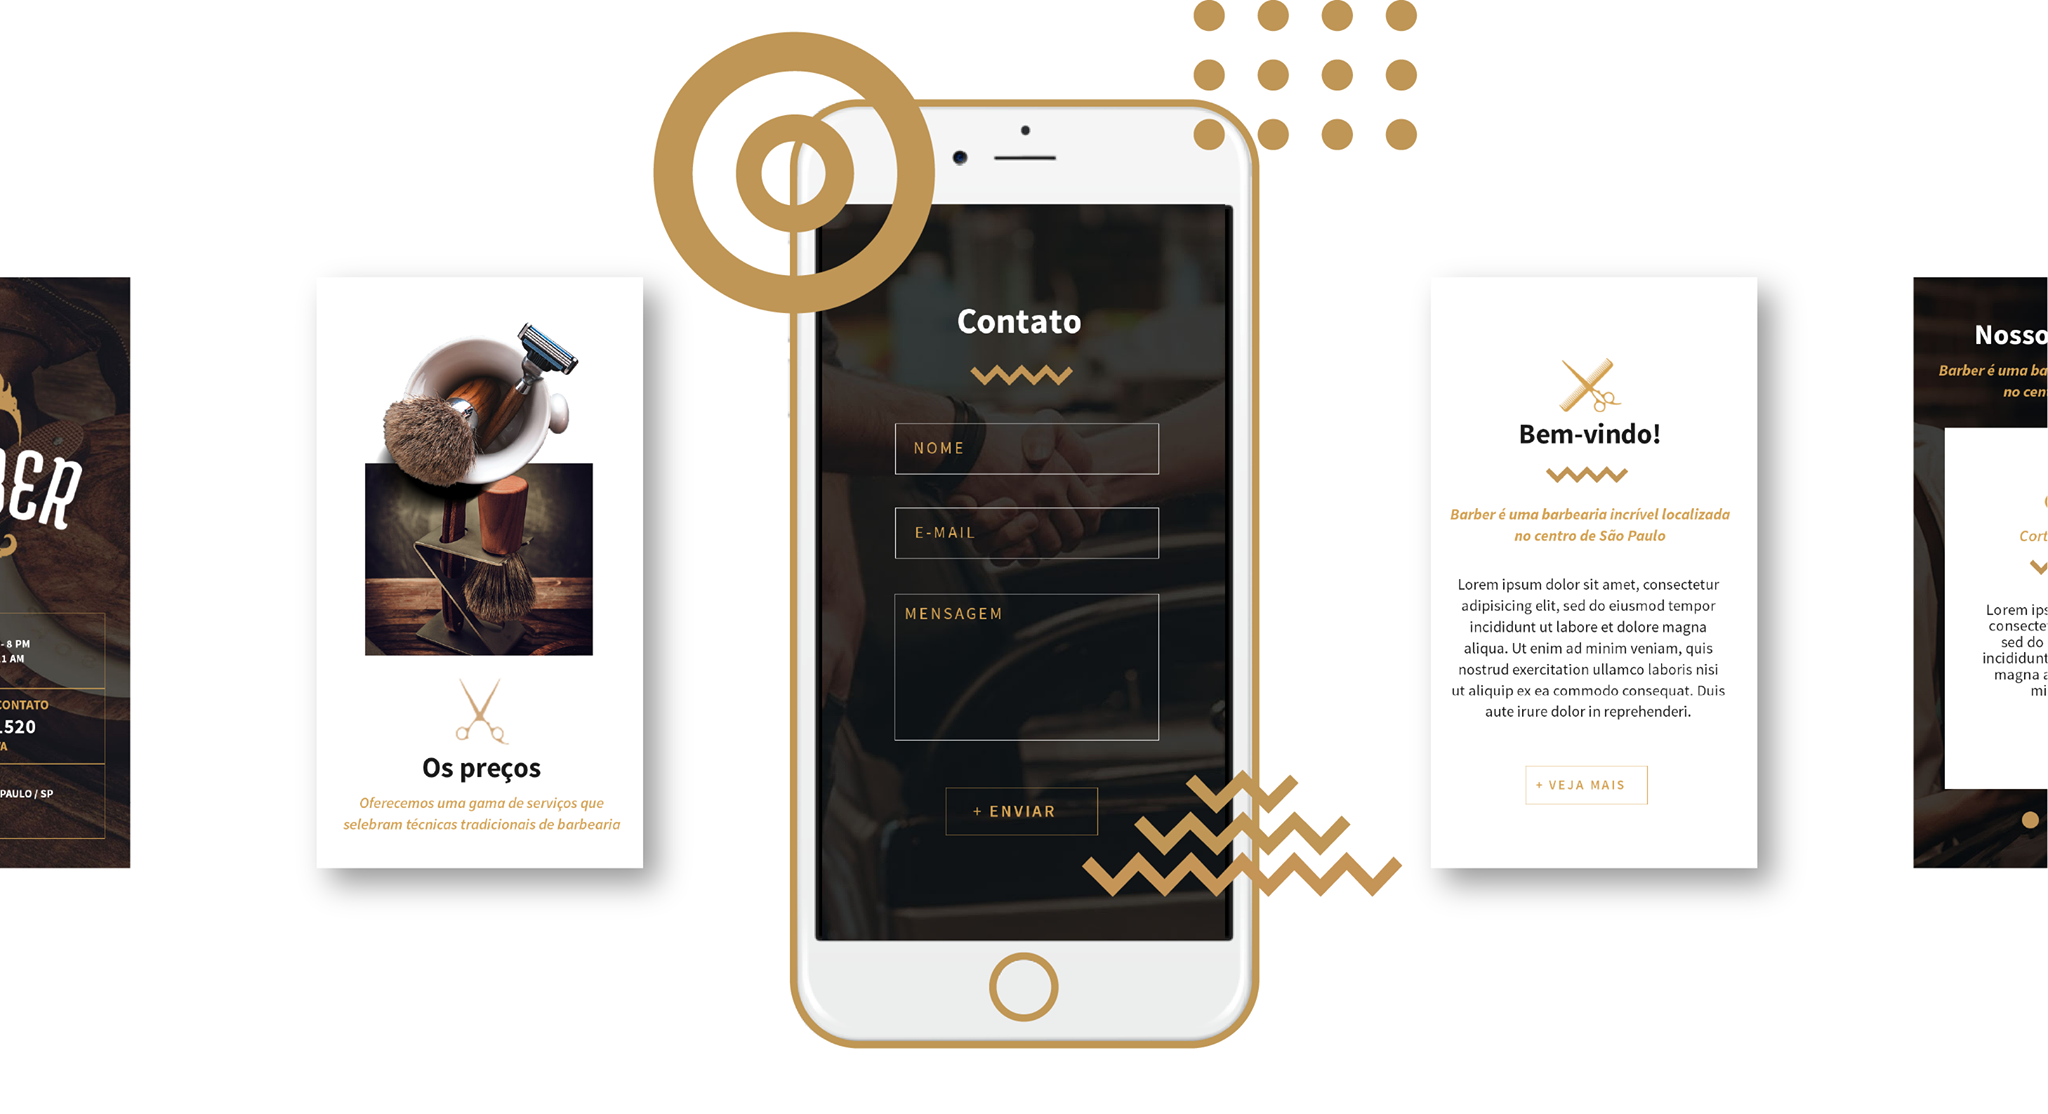 BER
- 8 PM
1 AM
CONTATO
.520
PAULO / SP
Os preços
Oferecemos uma gama de serviços que
selebram técnicas tradicionais de barbearia
Contato
NOME
E-MAIL
MENSAGEM
+ ENVIAR
Bem-vindo!
Barber é uma barbearia incrível localizada
no centro de São Paulo
Lorem ipsum dolor sit amet, consectetur
adipisicing elit, sed do eiusmod tempor
incididunt ut labore et dolore magna
aliqua. Ut enim ad minim veniam, quis
nostrud exercitation ullamco laboris nisi
ut aliquip ex ea commodo consequat. Duis
aute irure dolor in reprehenderi.
+ VEJA MAIS
Nosso
Barber é uma ba
no cen
Cort
Lorem ips
consecte
sed do
incididunt
magna a
mi